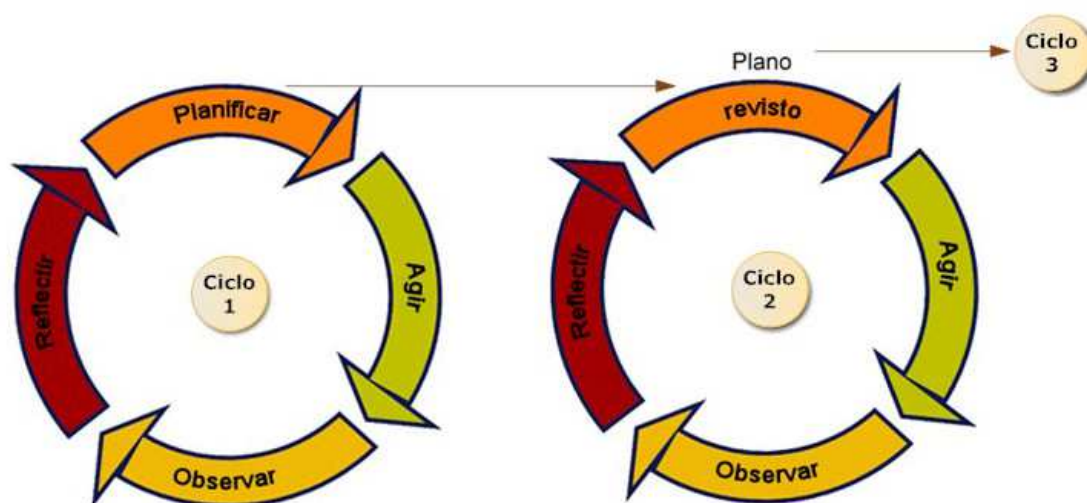 Planificar
Agir
Observar
Reflectir
Ciclo
1
Plano
revisto
Agir
Observar
Reflectir
Ciclo
2
Ciclo
3